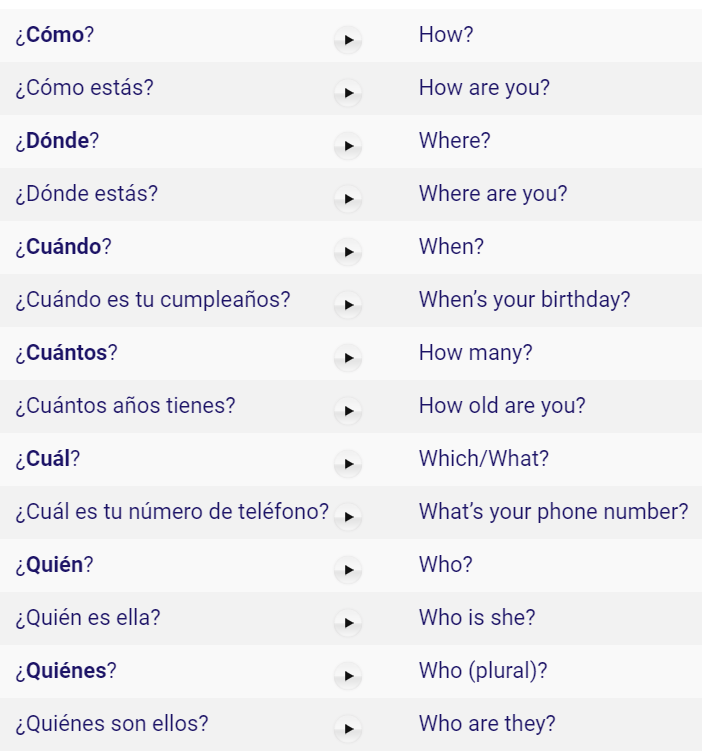 ¿Cómo? How?
¿Cómo estás? How are you?
¿Dónde? Where?
¿Dónde estás? Where are you?
¿Cuándo? When?
¿Cuándo es tu cumpleaños? When’s your birthday?
¿Cuántos? How many?
¿Cuántos años tienes? How old are you?
¿Cuál? Which/What?
¿Cuál es tu número de teléfono? What’s your phone number?
¿Quién? Who?
¿Quién es ella? Who is she?
¿Quiénes? Who (plural)?
¿Quiénes son ellos? Who are they?